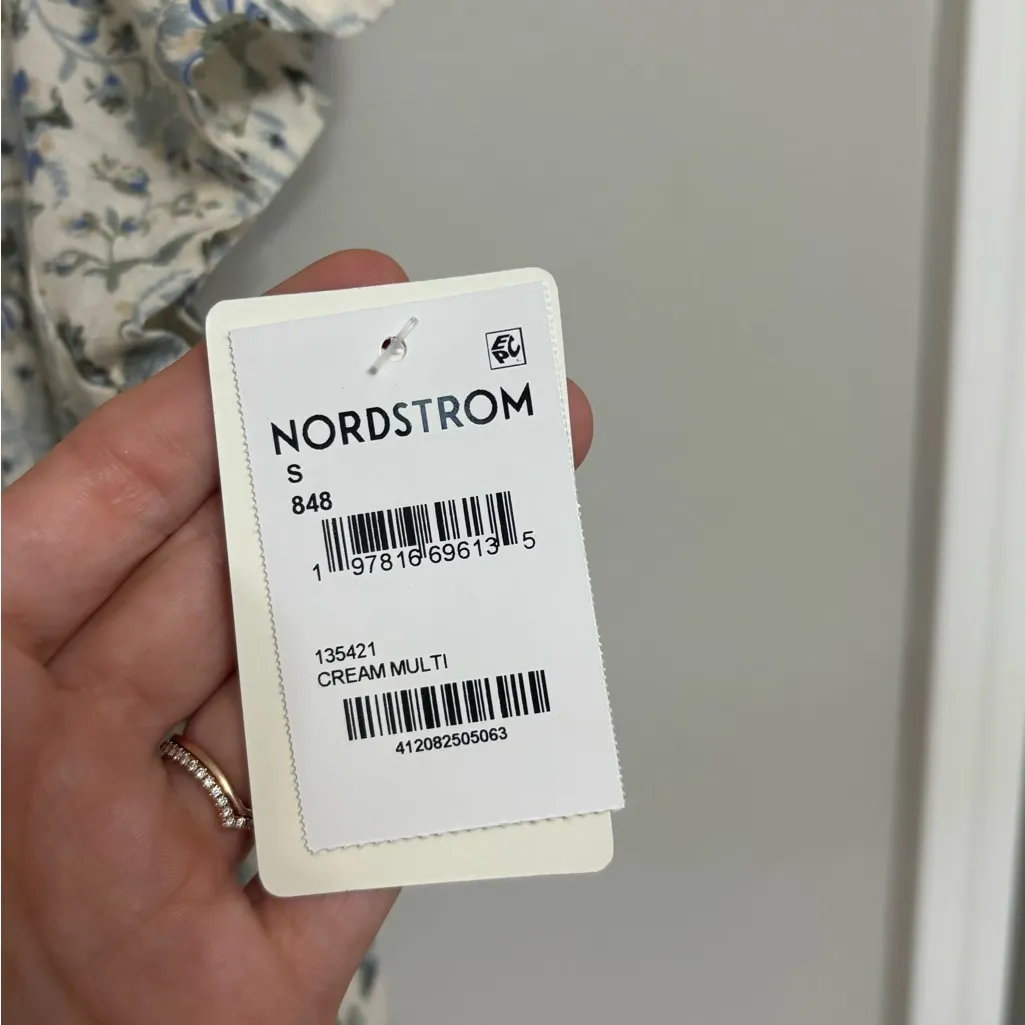 EPC
NORDSTROM
S
848
1 97816 69613 5
135421
CREAM MULTI
412082505063